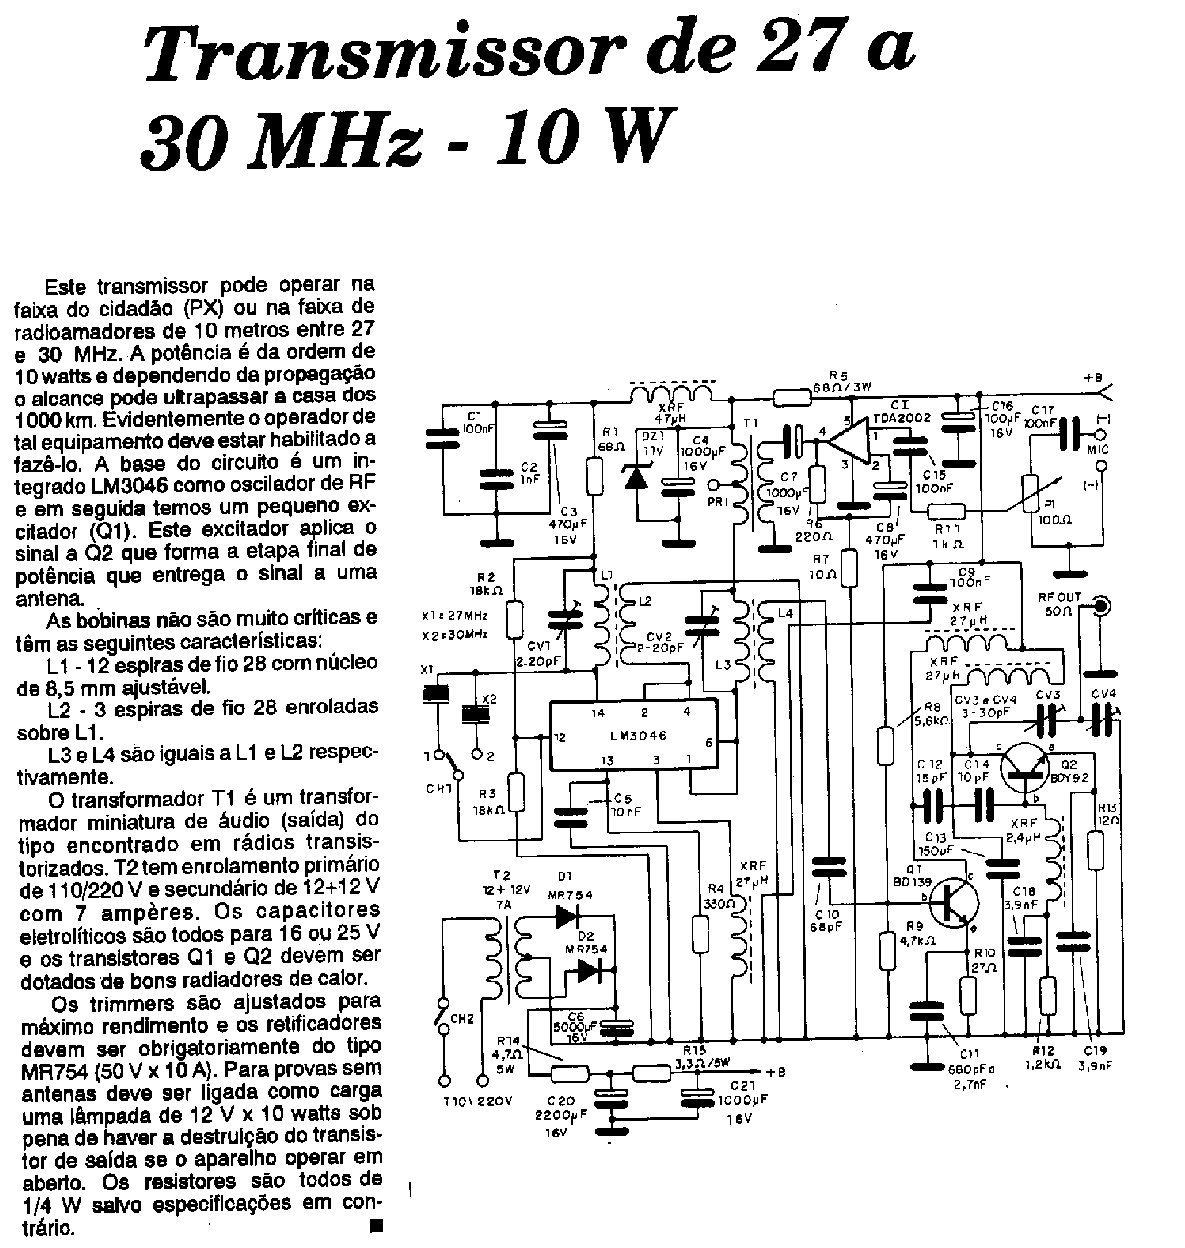 Transmissor de 27 a
30 MHz - 10 W
Este transmissor pode operar na
faixa do cidadão (PX) ou na faixa de
radioamadores de 10 metros entre 27
e 30 MHz. A potência é da ordem de
10 watts e dependendo da propagação
o alcance pode ultrapassar a casa dos
1000 km. Evidentemente o operador de
tal equipamento deve estar habilitado a
fazê-lo. A base do circuito é um in-
tegrado LM3046 como oscilador de RF
e em seguida temos um pequeno ex-
citador (Q1). Este excitador aplica o
sinal a Q2 que forma a etapa final de
potência que entrega o sinal a uma
antena.
As bobinas não são muito críticas e
têm as seguintes características:
L1 - 12 espiras de fio 28 com núcleo
de 8,5 mm ajustável.
L2 - 3 espiras de fio 28 enroladas
sobre L1.
L3 e L4 são iguais a L1 e L2 respec-
tivamente.
O transformador T1 é um transfor-
mador miniatura de áudio (saída) do
tipo encontrado em rádios transis-
torizados. T2 tem enrolamento primário
de 110/220 V e secundário de 12+12 V
com 7 ampères. Os capacitores
eletrolíticos são todos para 16 ou 25 V
e os transistores Q1 e Q2 devem ser
dotados de bons radiadores de calor.
Os trimmers são ajustados para
máximo rendimento e os retificadores
devem ser obrigatoriamente do tipo
MR754 (50 V x 10 A). Para provas sem
antenas deve ser ligada como carga
uma lâmpada de 12 V x 10 watts sob
pena de haver a destruição do transis-
tor de saída se o aparelho operar em
aberto. Os resistores são todos de
1/4 W salvo especificações em con-
trário.
R5
68Ω/3W
+B
XRF
47µH
C1
100nF
C2
1nF
C3
470µF
16V
R1
68Ω
DZ1
11V
C4
1000µF
16V
PR1
T1
C7
1000µF
16V
4
5
3
1
2
CI
TDA2002
R6
220Ω
C8
470µF
16V
C15
100nF
C16
100µF
16V
C17
100nF
(-)
MIC
(-)
R11
1kΩ
P1
100Ω
R7
10Ω
R2
18kΩ
X1=27MHz
X2=30MHz
L1
L2
CV1
2-20pF
CV2
2-20pF
L3
L4
C9
100nF
XRF
27µH
XRF
27µH
RF OUT
50Ω
X1
X2
1
2
CH1
14
2
4
12
LM3046
6
13
3
1
R3
18kΩ
C5
10nF
R8
5,6kΩ
CV3 e CV4
3-30pF
CV3
CV4
c
e
b
Q2
BDY92
C12
15pF
C14
10pF
C13
150pF
XRF
2,4µH
R13
12Ω
T2
12+12V
7A
D1
MR754
D2
MR754
R4
330Ω
XRF
27µH
C10
68pF
Q1
BD139
b
c
e
R9
4,7kΩ
R10
27Ω
C18
3,9nF
CH2
110\220V
R14
4,7Ω
5W
C6
5000µF
16V
R15
3,3Ω/5W
+B
C20
2200µF
16V
C21
1000µF
16V
C11
680pF a
2,7nF
R12
1,2kΩ
C19
3,9nF